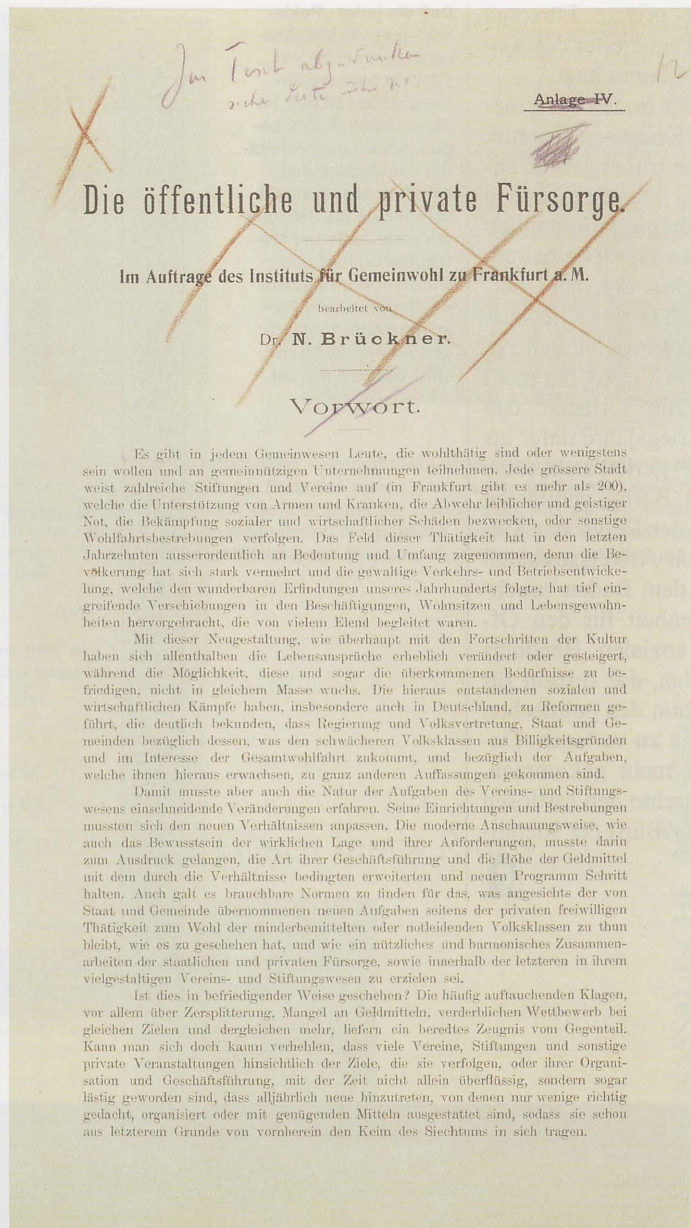 Im Text abzudrucken
siehe Seite
12
Anlage IV.
Die öffentliche und private Fürsorge.
Im Auftrage des Instituts für Gemeinwohl zu Frankfurt a. M.
bearbeitet von
Dr. N. Brückner.
Vorwort.
Es gibt in jedem Gemeinwesen Leute, die wohlthätig sind oder wenigstens
sein wollen und an gemeinnützigen Unternehmungen teilnehmen. Jede grössere Stadt
weist zahlreiche Stiftungen und Vereine auf (in Frankfurt gibt es mehr als 200),
welche die Unterstützung von Armen und Kranken, die Abwehr leiblicher und geistiger
Not, die Bekämpfung sozialer und wirtschaftlicher Schäden bezwecken, oder sonstige
Wohlfahrtsbestrebungen verfolgen. Das Feld dieser Thätigkeit hat in den letzten
Jahrzehnten ausserordentlich an Bedeutung und Umfang zugenommen, denn die Be-
völkerung hat sich stark vermehrt und die gewaltige Verkehrs- und Betriebsentwicke-
lung, welche den wunderbaren Erfindungen unseres Jahrhunderts folgte, hat tief ein-
greifende Verschiebungen in den Beschäftigungen, Wohnsitzen und Lebensgewohn-
heiten hervorgebracht, die von vielem Elend begleitet waren.
Mit dieser Neugestaltung, wie überhaupt mit den Fortschritten der Kultur
haben sich allenthalben die Lebensansprüche erheblich verändert oder gesteigert,
während die Möglichkeit, diese und sogar die überkommenen Bedürfnisse zu be-
friedigen, nicht in gleichem Masse wuchs. Die hieraus entstandenen sozialen und
wirtschaftlichen Kämpfe haben, insbesondere auch in Deutschland, zu Reformen ge-
führt, die deutlich bekunden, dass Regierung und Volksvertretung, Staat und Ge-
meinden bezüglich dessen, was den schwächeren Volksklassen aus Billigkeitsgründen
und im Interesse der Gesamtwohlfahrt zukommt, und bezüglich der Aufgaben,
welche ihnen hieraus erwachsen, zu ganz anderen Auffassungen gekommen sind.
Damit musste aber auch die Natur der Aufgaben des Vereins- und Stiftungs-
wesens einschneidende Veränderungen erfahren. Seine Einrichtungen und Bestrebungen
mussten sich den neuen Verhältnissen anpassen. Die moderne Anschauungsweise, wie
auch das Bewusstsein der wirklichen Lage und ihrer Anforderungen, musste darin
zum Ausdruck gelangen, die Art ihrer Geschäftsführung und die Höhe der Geldmittel
mit dem durch die Verhältnisse bedingten erweiterten und neuen Programm Schritt
halten. Auch galt es brauchbare Normen zu finden für das, was angesichts der von
Staat und Gemeinde übernommenen neuen Aufgaben seitens der privaten freiwilligen
Thätigkeit zum Wohl der minderbemittelten oder notleidenden Volksklassen zu thun
bleibt, wie es zu geschehen hat, und wie ein nützliches und harmonisches Zusammen-
arbeiten der staatlichen und privaten Fürsorge, sowie innerhalb der letzteren in ihrem
vielgestaltigen Vereins- und Stiftungswesen zu erzielen sei.
Ist dies in befriedigender Weise geschehen? Die häufig auftauchenden Klagen,
vor allem über Zersplitterung, Mangel an Geldmitteln, verderblichen Wettbewerb bei
gleichen Zielen und dergleichen mehr, liefern ein beredtes Zeugnis vom Gegenteil.
Kann man sich doch kaum verhehlen, dass viele Vereine, Stiftungen und sonstige
private Veranstaltungen hinsichtlich der Ziele, die sie verfolgen, oder ihrer Organi-
sation und Geschäftsführung, mit der Zeit nicht allein überflüssig, sondern sogar
lästig geworden sind, dass alljährlich neue hinzutreten, von denen nur wenige richtig
gedacht, organisiert oder mit genügenden Mitteln ausgestattet sind, sodass sie schon
aus letzterem Grunde von vornherein den Keim des Siechtums in sich tragen.